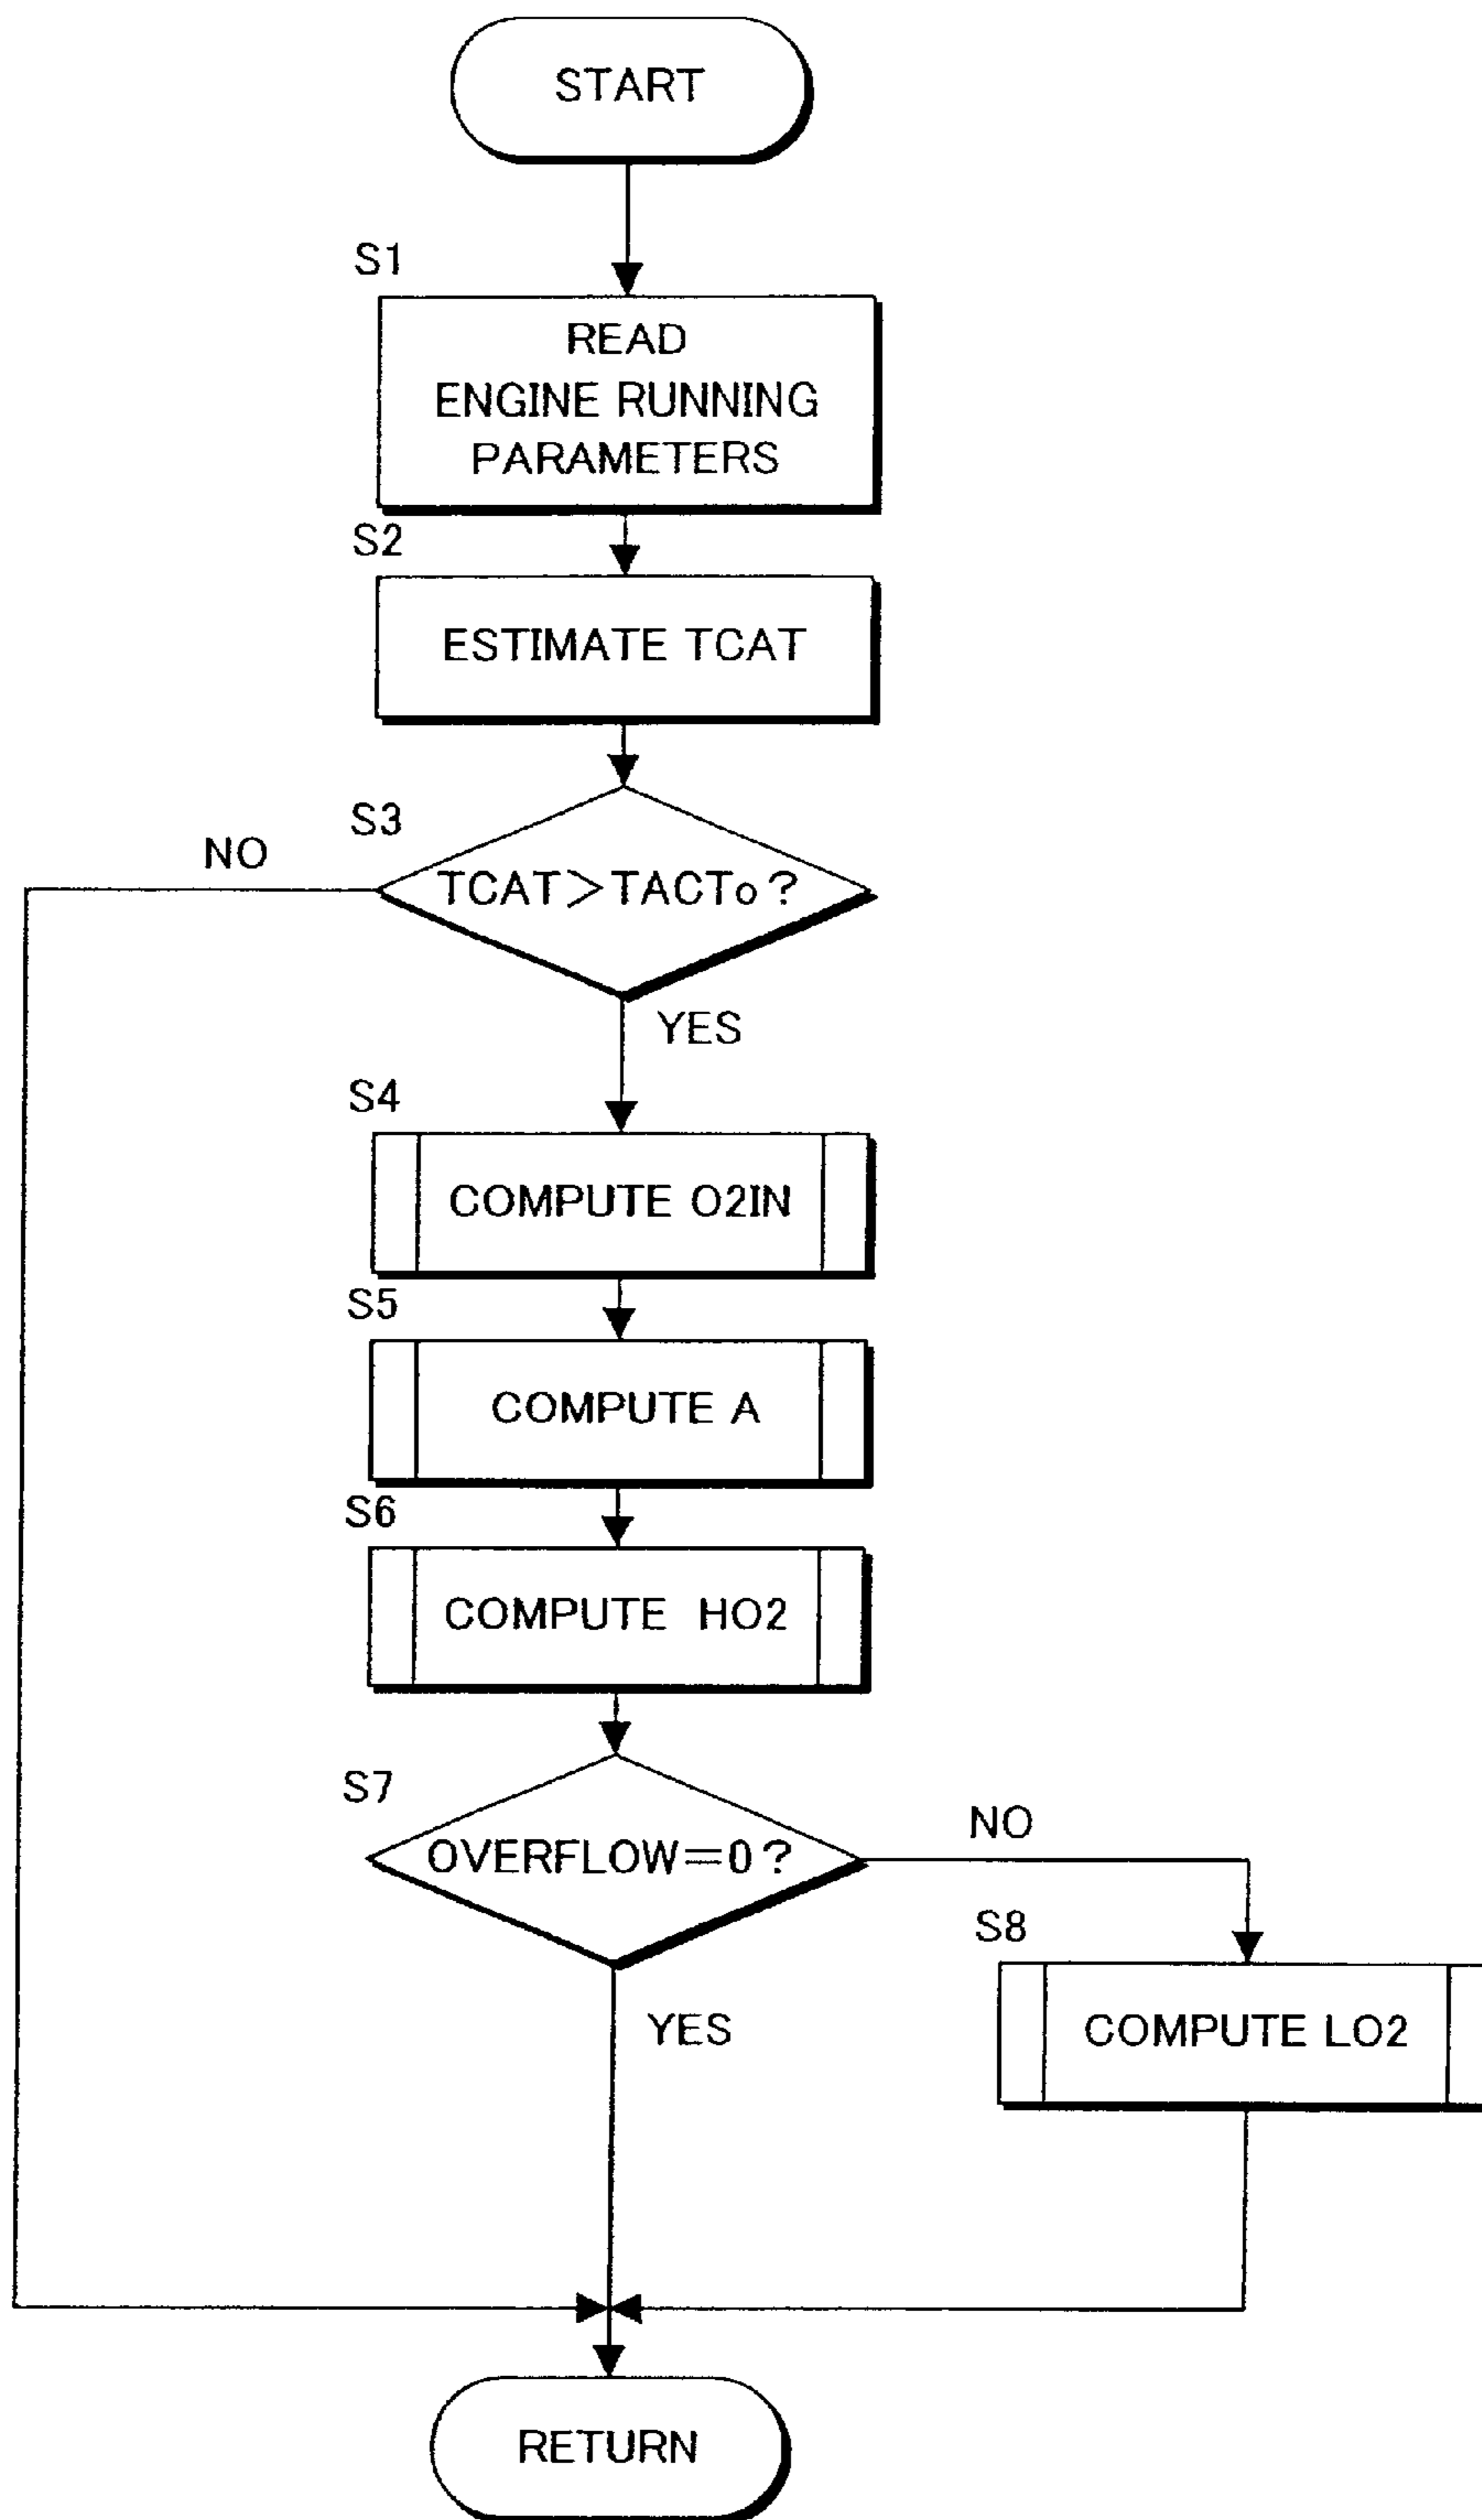 START
S1
READ
ENGINE RUNNING
PARAMETERS
S2
ESTIMATE TCAT
S3
NO
TCAT>TACTo?
YES
S4
COMPUTE O2IN
S5
COMPUTE A
S6
COMPUTE HO2
S7
OVERFLOW=0?
NO
S8
YES
COMPUTE LO2
RETURN